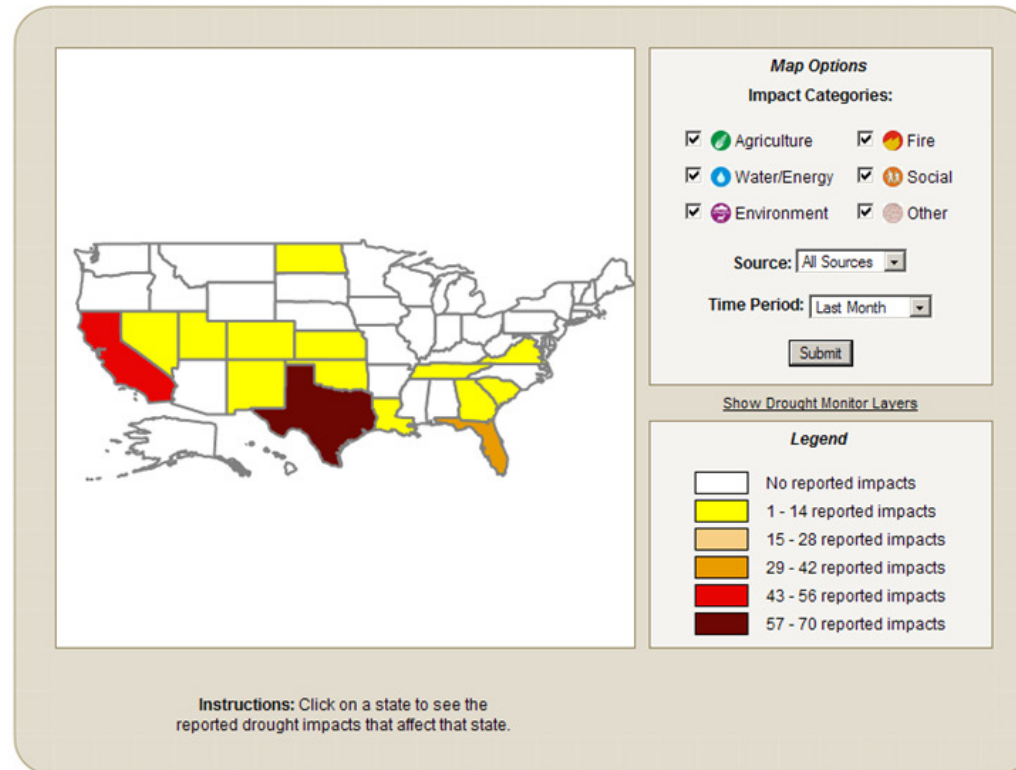 Map Options
Impact Categories:
Agriculture Fire
Water/Energy Social
Environment Other
Source: All Sources
Time Period: Last Month
Submit
Show Drought Monitor Layers
Legend
No reported impacts
1 - 14 reported impacts
15 - 28 reported impacts
29 - 42 reported impacts
43 - 56 reported impacts
57 - 70 reported impacts
Instructions: Click on a state to see the
reported drought impacts that affect that state.